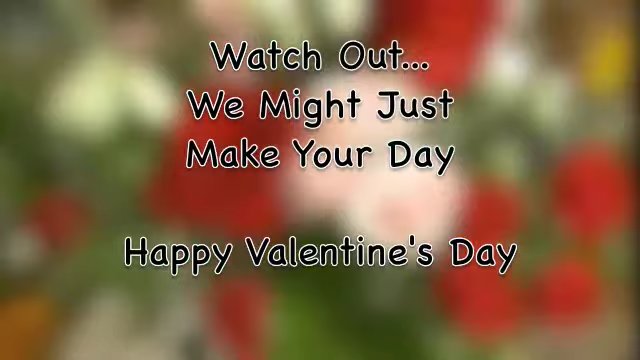 Watch Out...
We Might Just
Make Your Day
Happy Valentine's Day